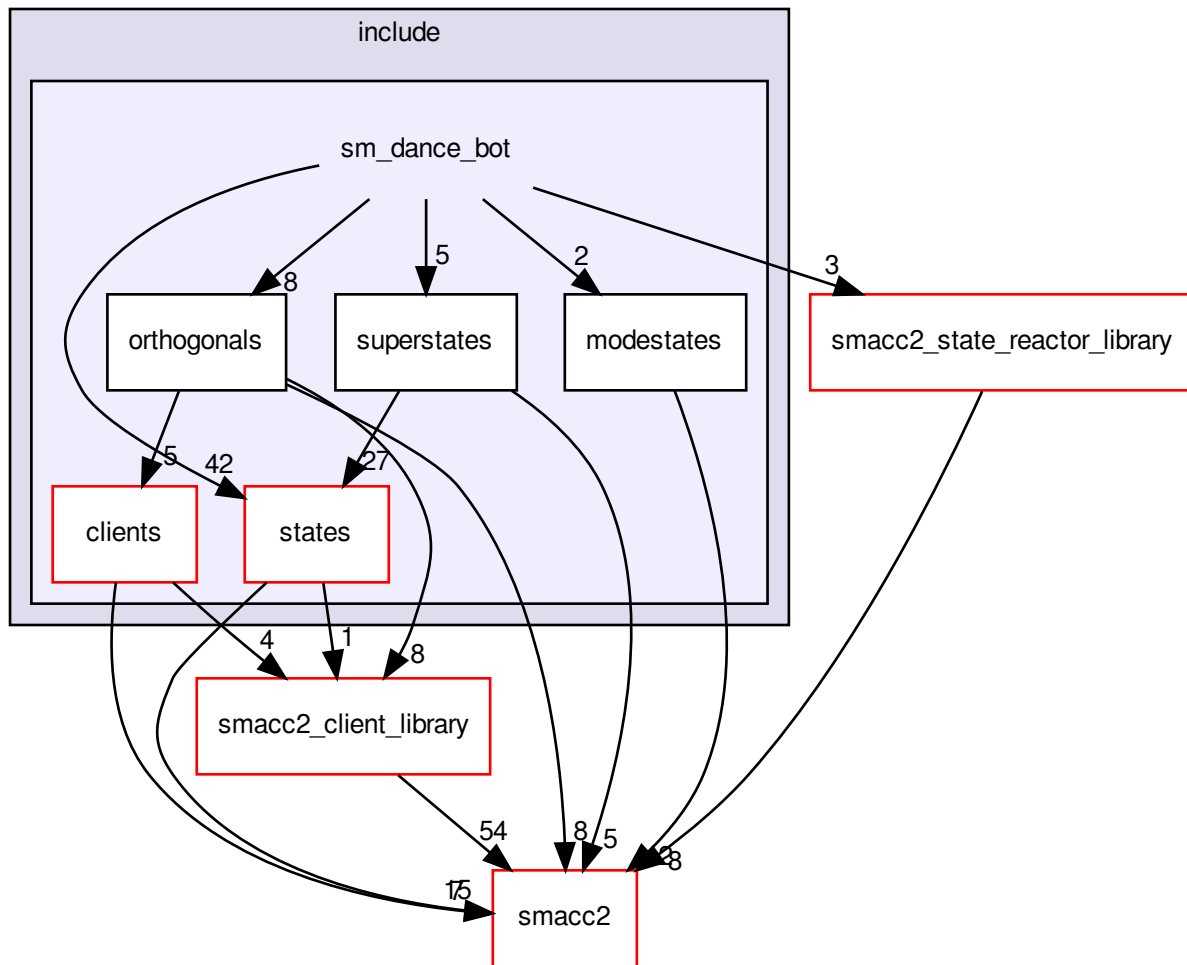 include
sm_dance_bot
8
5
2
3
orthogonals
superstates
modestates
smacc2_state_reactor_library
5
42
27
clients
states
4
1
8
smacc2_client_library
54
8
5
8
smacc2